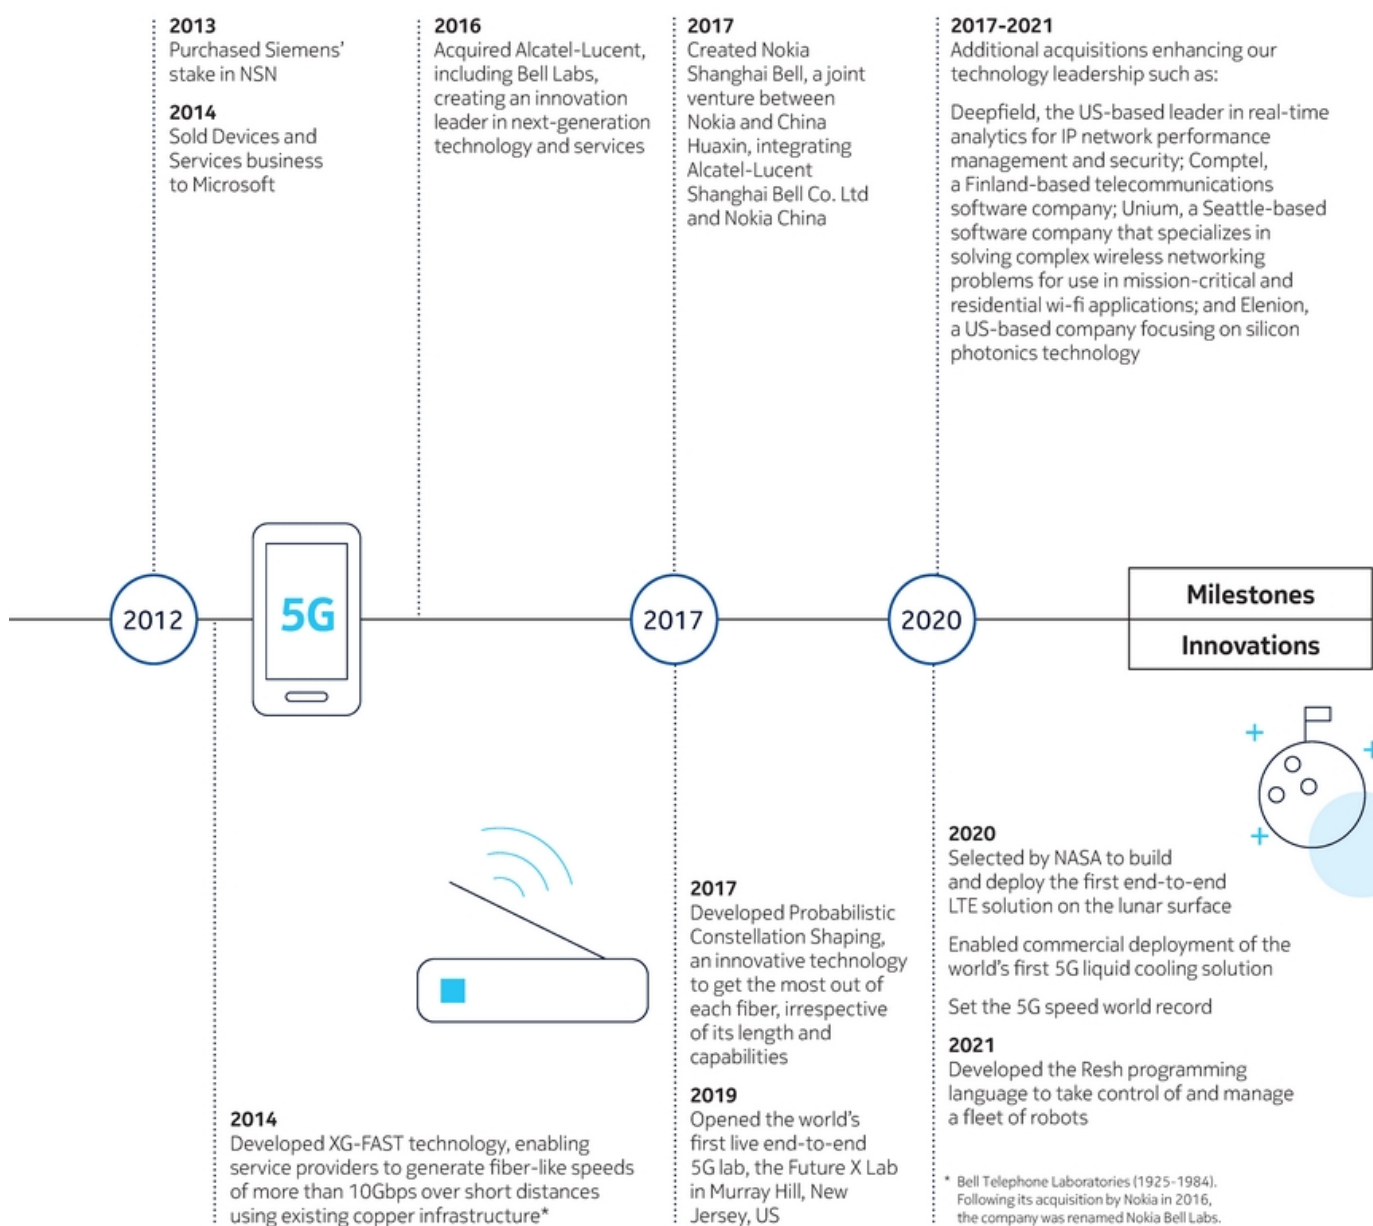 2013
Purchased Siemens'
stake in NSN
2014
Sold Devices and
Services business
to Microsoft
2016
Acquired Alcatel-Lucent,
including Bell Labs,
creating an innovation
leader in next-generation
technology and services
2017
Created Nokia
Shanghai Bell, a joint
venture between
Nokia and China
Huaxin, integrating
Alcatel-Lucent
Shanghai Bell Co. Ltd
and Nokia China
2017-2021
Additional acquisitions enhancing our
technology leadership such as:
Deepfield, the US-based leader in real-time
analytics for IP network performance
management and security; Comptel,
a Finland-based telecommunications
software company; Unium, a Seattle-based
software company that specializes in
solving complex wireless networking
problems for use in mission-critical and
residential wi-fi applications; and Elenion,
a US-based company focusing on silicon
photonics technology
2012
5G
2017
2020
Milestones
Innovations
2014
Developed XG-FAST technology, enabling
service providers to generate fiber-like speeds
of more than 10Gbps over short distances
using existing copper infrastructure*
2017
Developed Probabilistic
Constellation Shaping,
an innovative technology
to get the most out of
each fiber, irrespective
of its length and
capabilities
2019
Opened the world's
first live end-to-end
5G lab, the Future X Lab
in Murray Hill, New
Jersey, US
2020
Selected by NASA to build
and deploy the first end-to-end
LTE solution on the lunar surface
Enabled commercial deployment of the
world's first 5G liquid cooling solution
Set the 5G speed world record
2021
Developed the Resh programming
language to take control of and manage
a fleet of robots
* Bell Telephone Laboratories (1925-1984).
Following its acquisition by Nokia in 2016,
the company was renamed Nokia Bell Labs.